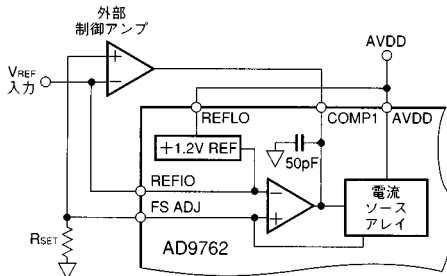 外部
制御アンプ
AVDD
VREF
入力
+
−
REFLO
COMP1
AVDD
+1.2V REF
50pF
REFIO
−
FS ADJ
+
電流
ソース
アレイ
RSET
AD9762